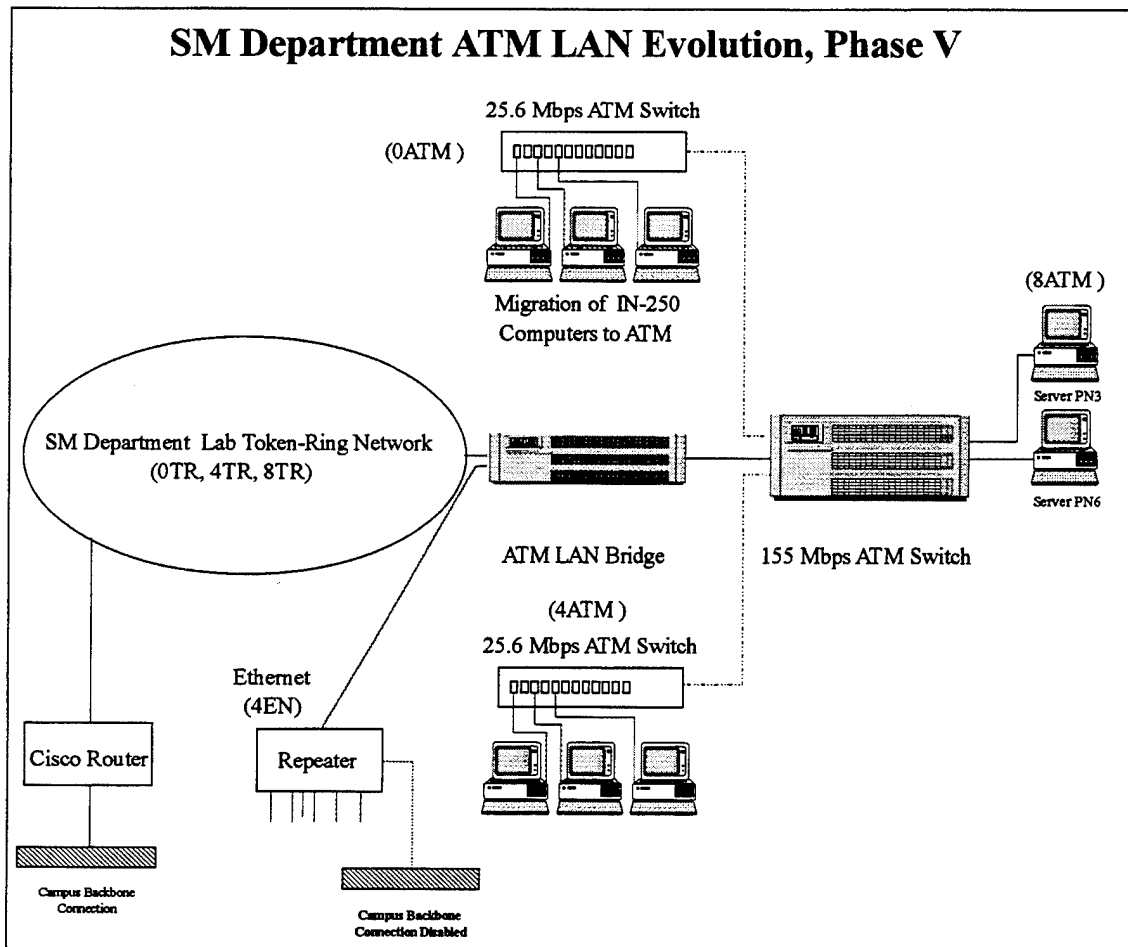 SM Department ATM LAN Evolution, Phase V
25.6 Mbps ATM Switch
(0ATM )
Migration of IN-250
Computers to ATM
(8ATM )
Server PN3
Server PN6
SM Department Lab Token-Ring Network
(0TR, 4TR, 8TR)
ATM LAN Bridge
155 Mbps ATM Switch
(4ATM )
25.6 Mbps ATM Switch
Ethernet
(4EN)
Cisco Router
Repeater
Campus Backbone
Connection
Campus Backbone
Connection Disabled